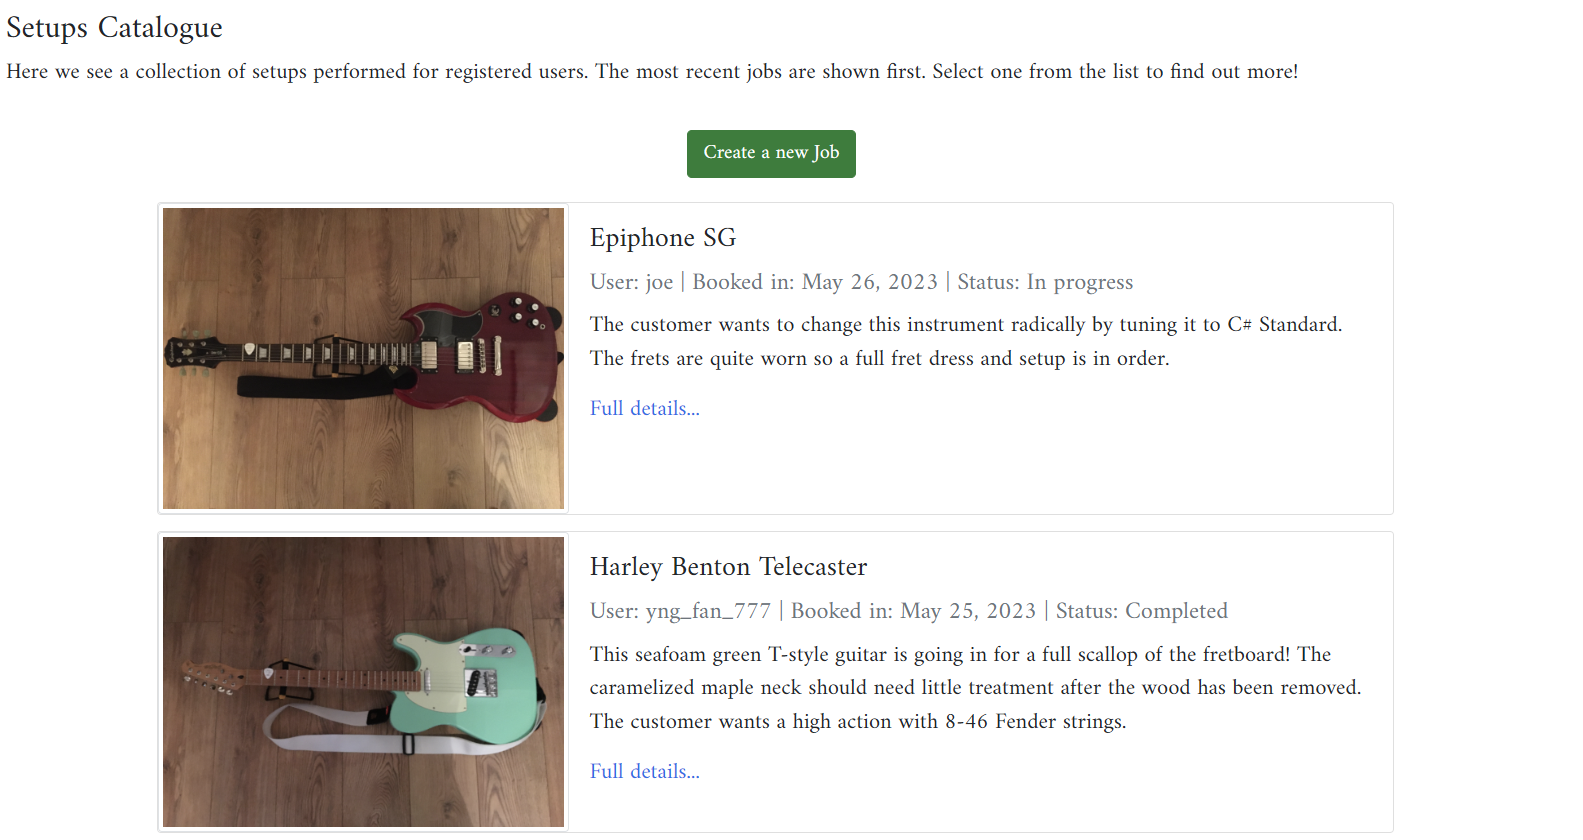 Setups Catalogue
Here we see a collection of setups performed for registered users. The most recent jobs are shown first. Select one from the list to find out more!
Create a new Job
Epiphone SG
User: joe | Booked in: May 26, 2023 | Status: In progress
The customer wants to change this instrument radically by tuning it to C# Standard.
The frets are quite worn so a full fret dress and setup is in order.
Full details...
Harley Benton Telecaster
User: yng_fan_777 | Booked in: May 25, 2023 | Status: Completed
This seafoam green T-style guitar is going in for a full scallop of the fretboard! The
caramelized maple neck should need little treatment after the wood has been removed.
The customer wants a high action with 8-46 Fender strings.
Full details...